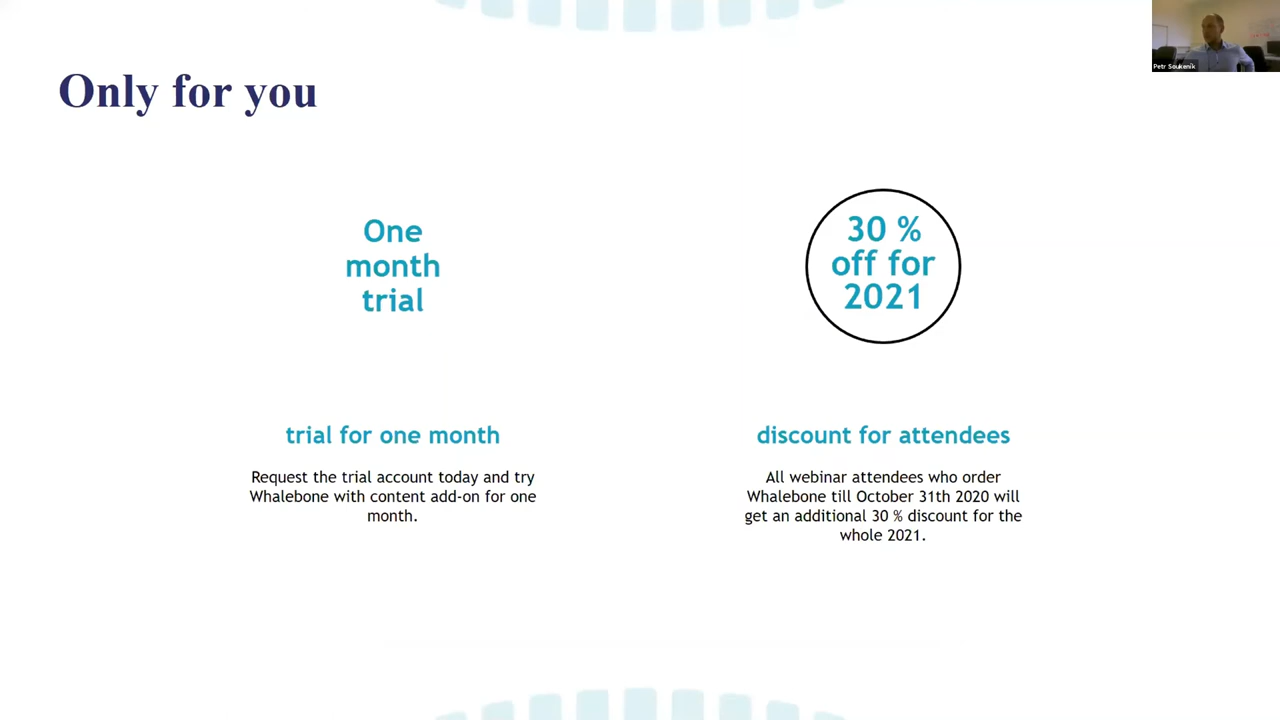 Petr Soukeník
Only for you
One
month
trial
30 %
off for
2021
trial for one month
Request the trial account today and try
Whalebone with content add-on for one
month.
discount for attendees
All webinar attendees who order
Whalebone till October 31th 2020 will
get an additional 30 % discount for the
whole 2021.